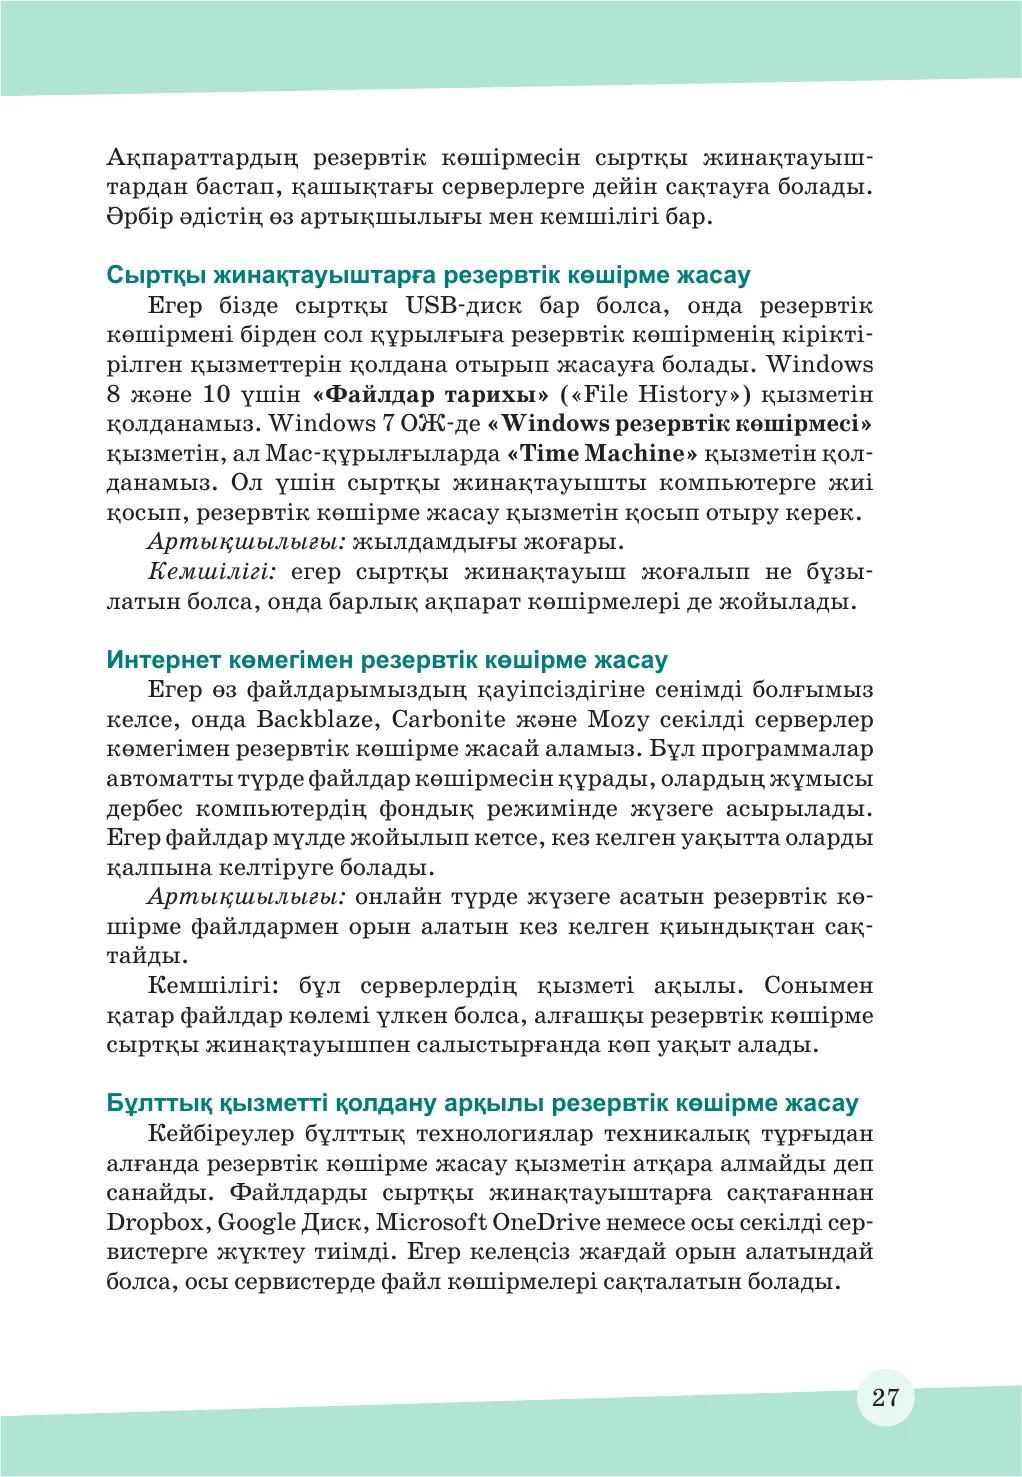 Ақпараттардың резервтік көшірмесін сыртқы жинақтауыш-
тардан бастап, қашықтағы серверлерге дейін сақтауға болады.
Әрбір әдістің өз артықшылығы мен кемшілігі бар.
Сыртқы жинақтауыштарға резервтік көшірме жасау
Егер бізде сыртқы USB-диск бар болса, онда резервтік
көшірмені бірден сол құрылғыға резервтік көшірменің кірікті-
рілген қызметтерін қолдана отырып жасауға болады. Windows
8 және 10 үшін «Файлдар тарихы» («File History») қызметін
қолданамыз. Windows 7 ОЖ-де «Windows резервтік көшірмесі»
қызметін, ал Mac-құрылғыларда «Time Machine» қызметін қол-
данамыз. Ол үшін сыртқы жинақтауышты компьютерге жиі
қосып, резервтік көшірме жасау қызметін қосып отыру керек.
Артықшылығы: жылдамдығы жоғары.
Кемшілігі: егер сыртқы жинақтауыш жоғалып не бұзы-
латын болса, онда барлық ақпарат көшірмелері де жойылады.
Интернет көмегімен резервтік көшірме жасау
Егер өз файлдарымыздың қауіпсіздігіне сенімді болғымыз
келсе, онда Backblaze, Carbonite және Mozy секілді серверлер
көмегімен резервтік көшірме жасай аламыз. Бұл программалар
автоматты түрде файлдар көшірмесін құрады, олардың жұмысы
дербес компьютердің фондық режимінде жүзеге асырылады.
Егер файлдар мүлде жойылып кетсе, кез келген уақытта оларды
қалпына келтіруге болады.
Артықшылығы: онлайн түрде жүзеге асатын резервтік кө-
шірме файлдармен орын алатын кез келген қиындықтан сақ-
тайды.
Кемшілігі: бұл серверлердің қызметі ақылы. Сонымен
қатар файлдар көлемі үлкен болса, алғашқы резервтік көшірме
сыртқы жинақтауышпен салыстырғанда көп уақыт алады.
Бұлттық қызметті қолдану арқылы резервтік көшірме жасау
Кейбіреулер бұлттық технологиялар техникалық тұрғыдан
алғанда резервтік көшірме жасау қызметін атқара алмайды деп
санайды. Файлдарды сыртқы жинақтауыштарға сақтағаннан
Dropbox, Google Диск, Microsoft OneDrive немесе осы секілді сер-
вистерге жүктеу тиімді. Егер келеңсіз жағдай орын алатындай
болса, осы сервистерде файл көшірмелері сақталатын болады.
27